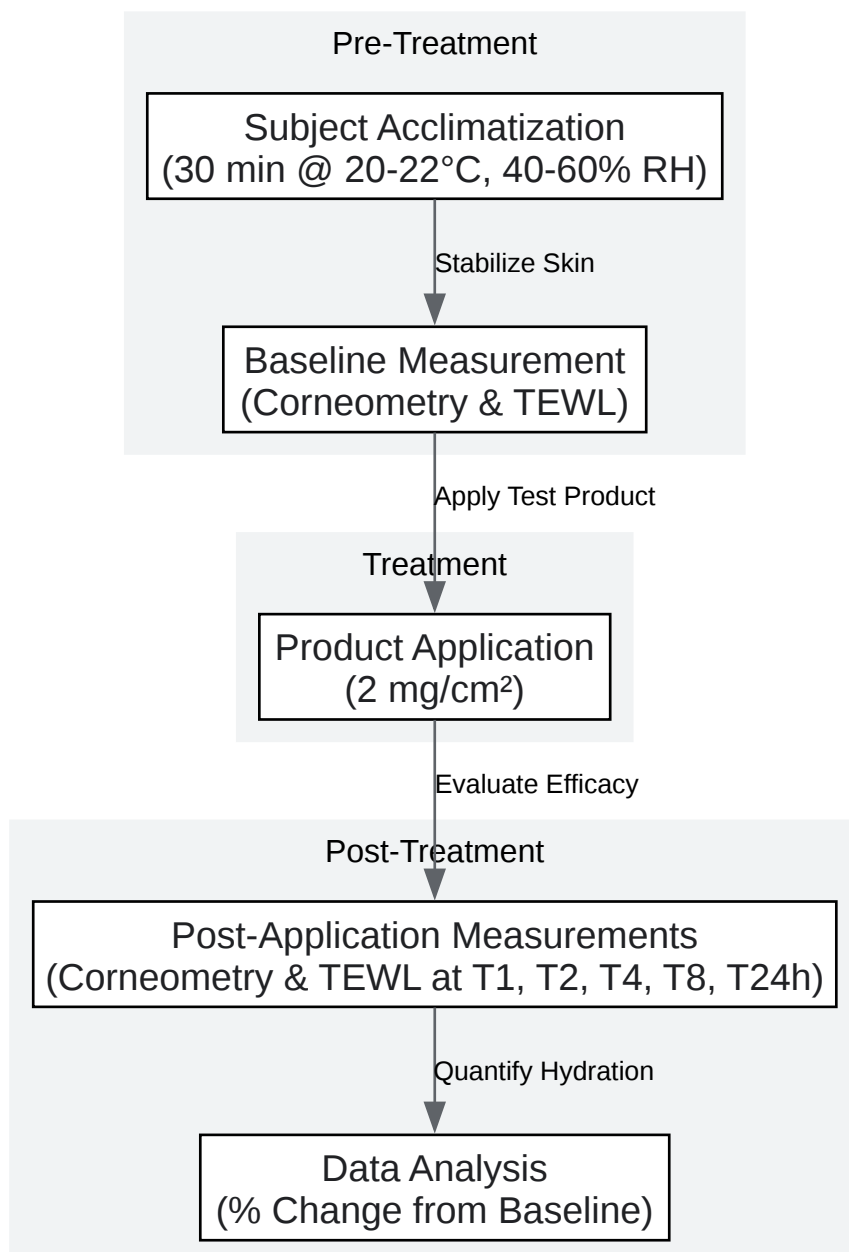 Pre-Treatment
Subject Acclimatization
(30 min @ 20-22°C, 40-60% RH)
Stabilize Skin
Baseline Measurement
(Corneometry & TEWL)
Apply Test Product
Treatment
Product Application
(2 mg/cm²)
Evaluate Efficacy
Post-Treatment
Post-Application Measurements
(Corneometry & TEWL at T1, T2, T4, T8, T24h)
Quantify Hydration
Data Analysis
(% Change from Baseline)